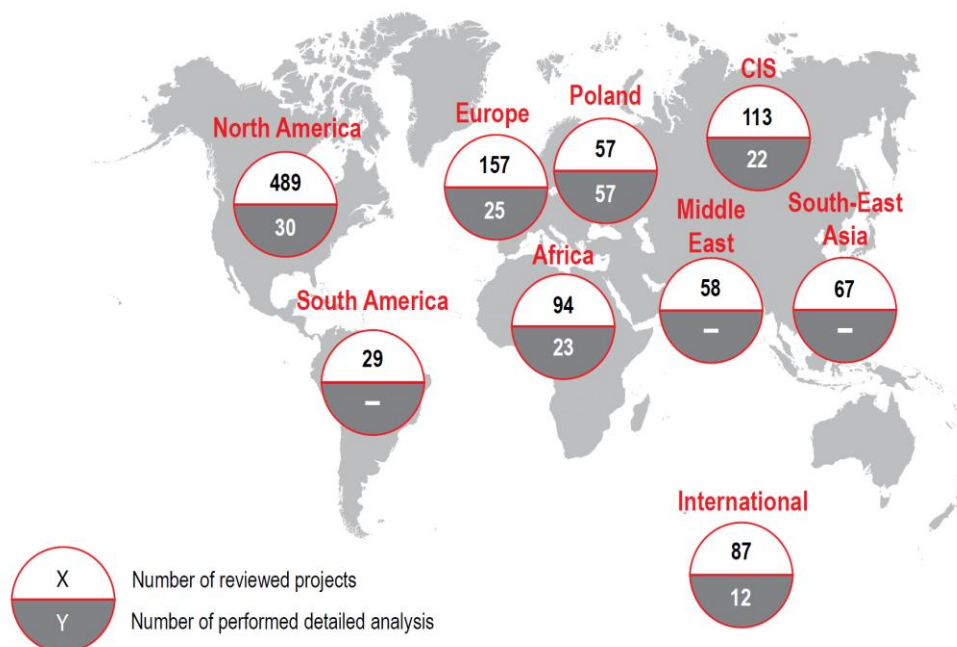 North America
489
30
Europe
157
25
Poland
57
57
CIS
113
22
Middle
East
58
–
South-East
Asia
67
–
Africa
94
23
South America
29
–
International
87
12
X
Number of reviewed projects
Y
Number of performed detailed analysis